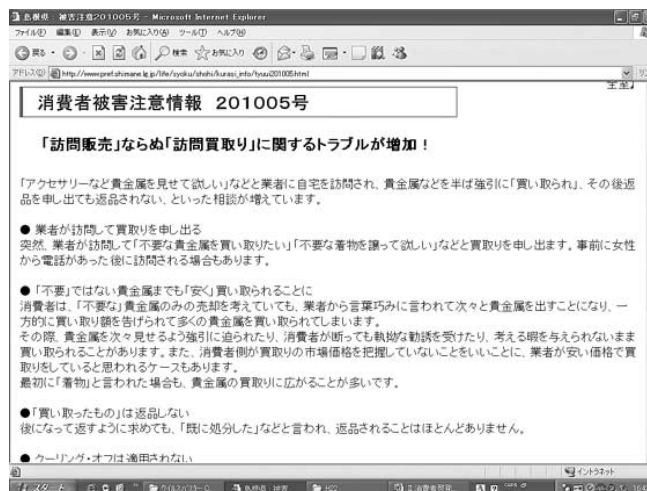 島根県：被害注意201005号 - Microsoft Internet Explorer
ファイル(F) 編集(E) 表示(V) お気に入り(A) ツール(T) ヘルプ(H)
戻る 検索 お気に入り
アドレス(D) http://www.pref.shimane.lg.jp/life/syoku/shohi/kurasi_info/tyuui201005.html
消費者被害注意情報 201005号
「訪問販売」ならぬ「訪問買取り」に関するトラブルが増加！
「アクセサリーなど貴金属を見せて欲しい」などと業者に自宅を訪問され、貴金属などを半ば強引に「買い取られ」、その後返
品を申し出ても返品されない、といった相談が増えています。
● 業者が訪問して買取りを申し出る
突然、業者が訪問して「不要な貴金属を買い取りたい」「不要な着物を譲って欲しい」などと買取りを申し出ます。事前に女性
から電話があった後に訪問される場合もあります。
●「不要」ではない貴金属までも「安く」買い取られることに
消費者は、「不要な」貴金属のみの売却を考えていても、業者から言葉巧みに言われて次々と貴金属を出すことになり、一
方的に買い取り額を告げられて多くの貴金属を買い取られてしまいます。
その際、貴金属を次々見せるよう強引に迫られたり、消費者が断っても執拗な勧誘を受けたり、考える暇を与えられないまま
買い取られることがあります。また、消費者側が買取りの市場価格を把握していないことをいいことに、業者が安い価格で買
取りをしていると思われるケースもあります。
最初に「着物」と言われた場合も、貴金属の買取りに広がることが多いです。
●「買い取ったもの」は返品しない
後になって返すように求めても、「既に処分した」などと言われ、返品されることはほとんどありません。
● クーリング・オフは適用されない
イントラネット
スタート